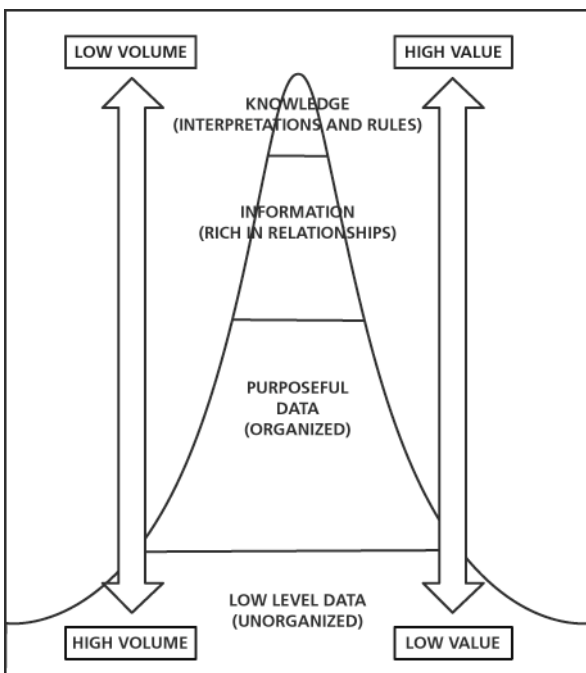 LOW VOLUME
HIGH VALUE
KNOWLEDGE
(INTERPRETATIONS AND RULES)
INFORMATION
(RICH IN RELATIONSHIPS)
PURPOSEFUL
DATA
(ORGANIZED)
LOW LEVEL DATA
(UNORGANIZED)
HIGH VOLUME
LOW VALUE